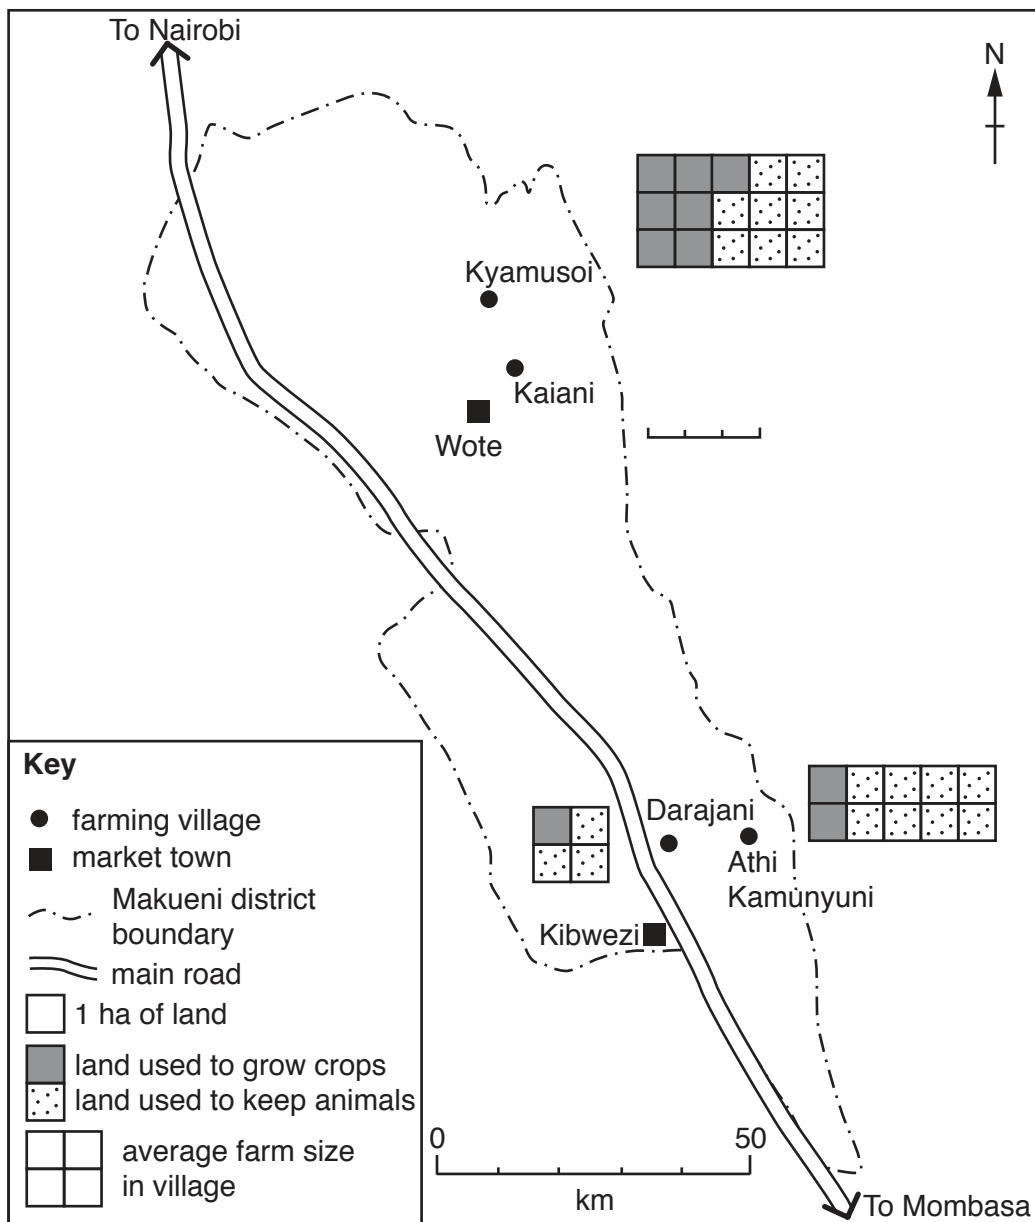 To Nairobi
N
Kyamusoi
Kaiani
Wote
Darajani
Athi
Kamunyuni
Kibwezi
Key
farming village
market town
Makueni district
boundary
main road
1 ha of land
land used to grow crops
land used to keep animals
average farm size
in village
0 50
km
To Mombasa